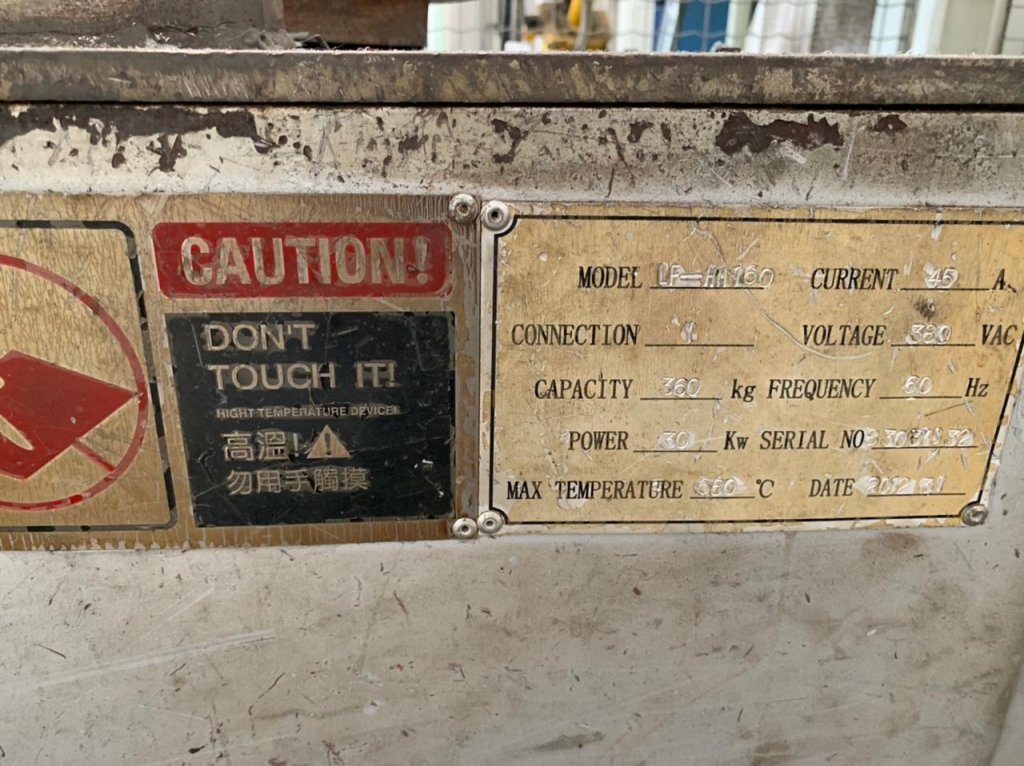 CAUTION!
DON'T
TOUCH IT!
HIGHT TEMPERATURE DEVICE!
高溫!
勿用手觸摸
MODEL CURRENT 45 A
CONNECTION VOLTAGE 380 VAC
CAPACITY 360 kg FREQUENCY 60 Hz
POWER 30 Kw SERIAL NO
MAX TEMPERATURE 550 ℃ DATE